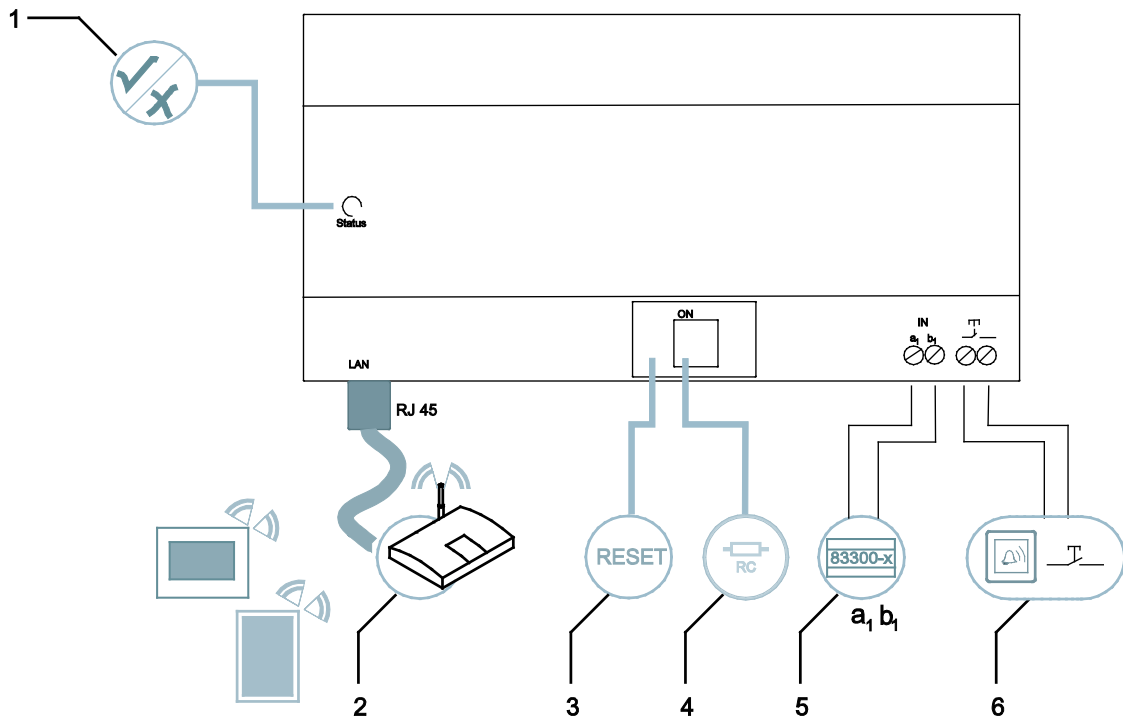 1
Status
ON
IN
a1 b1
LAN
RJ 45
RESET
RC
83300-x
a1 b1
2
3
4
5
6